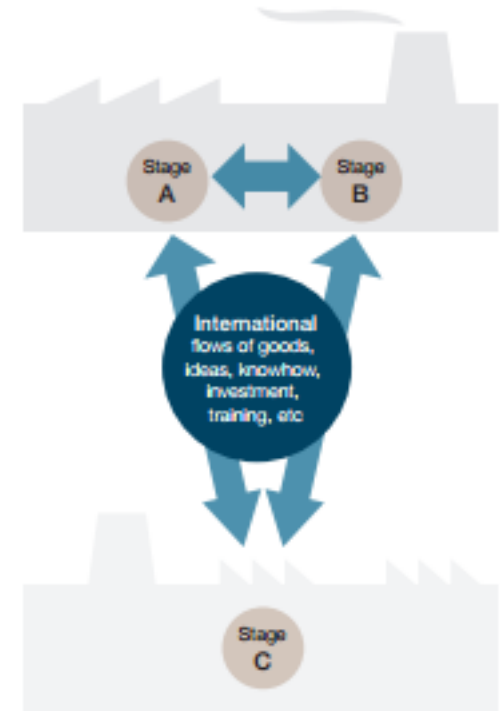 Stage
A
Stage
B
International
flows of goods,
ideas, knowhow,
investment,
training, etc
Stage
C